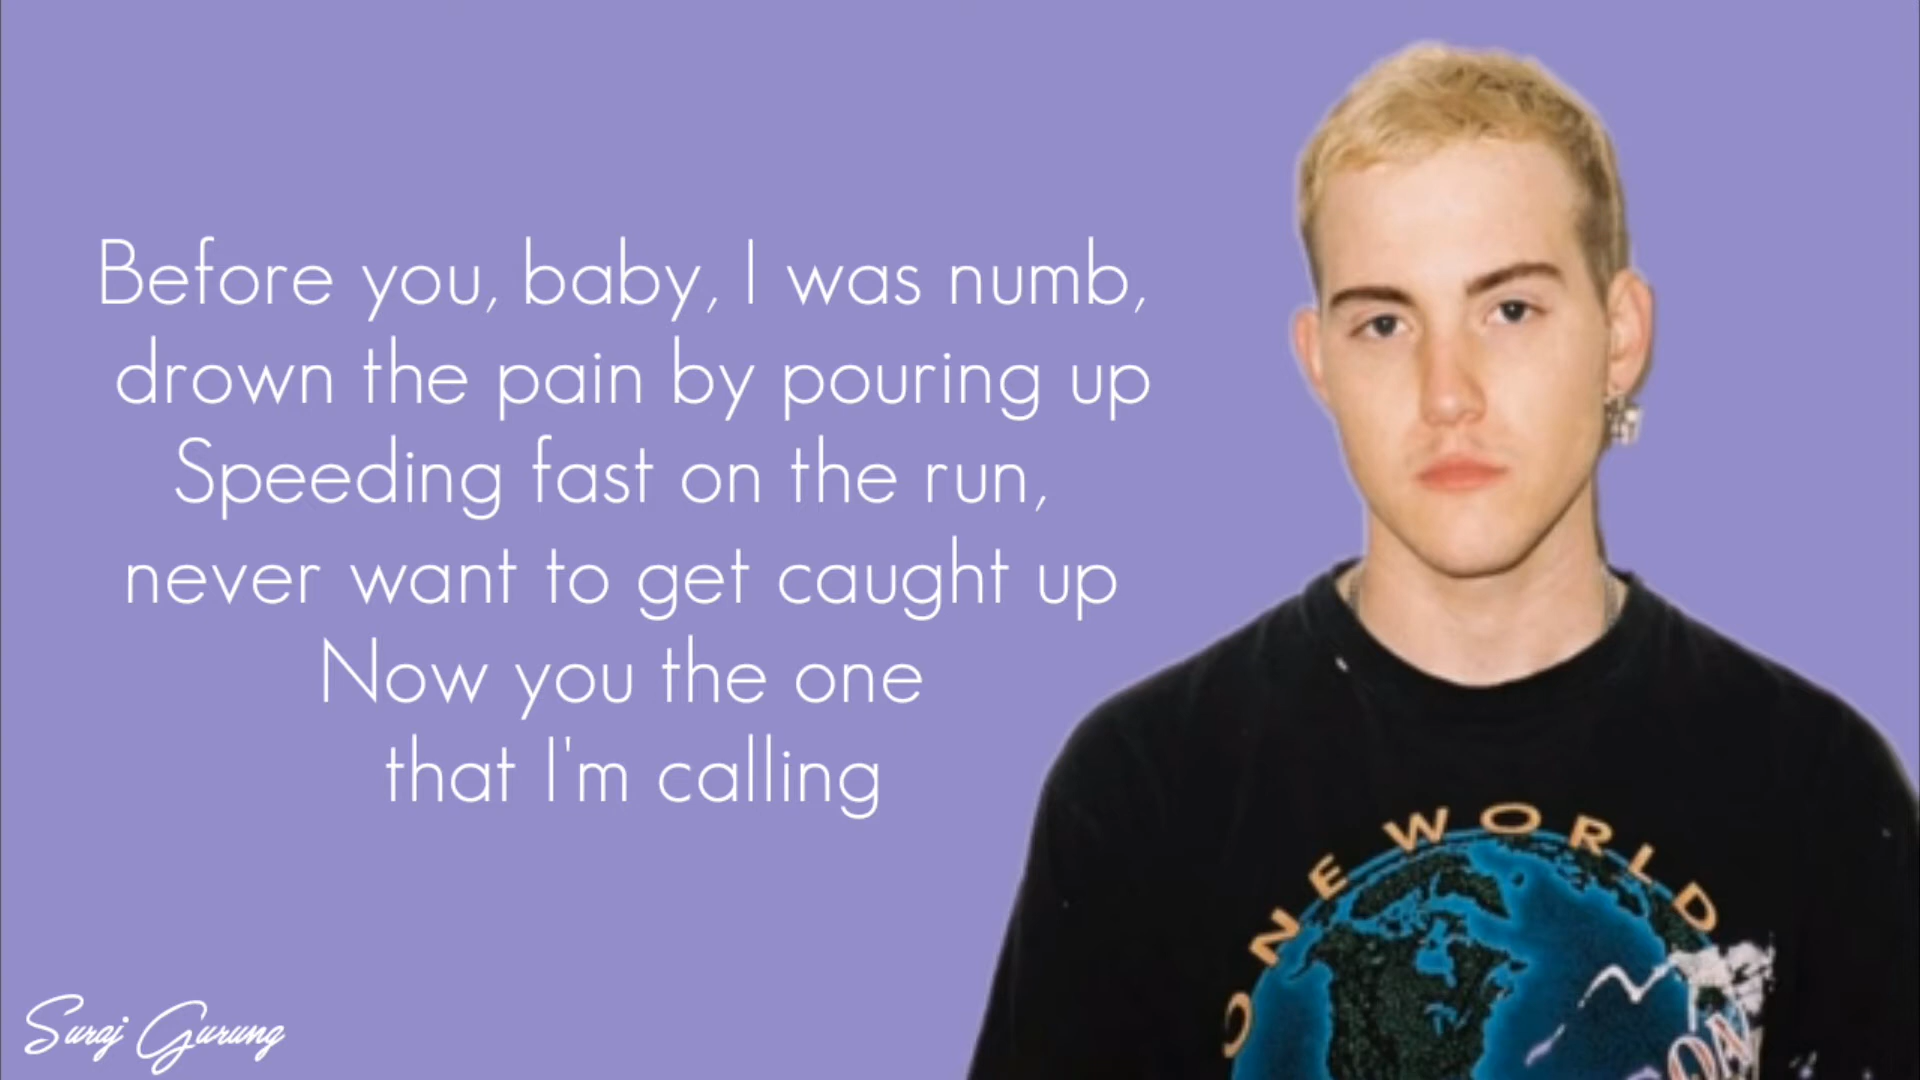 Before you, baby, I was numb,
drown the pain by pouring up
Speeding fast on the run,
never want to get caught up
Now you the one
that I'm calling
ONE WORLD
Suraj Gurung